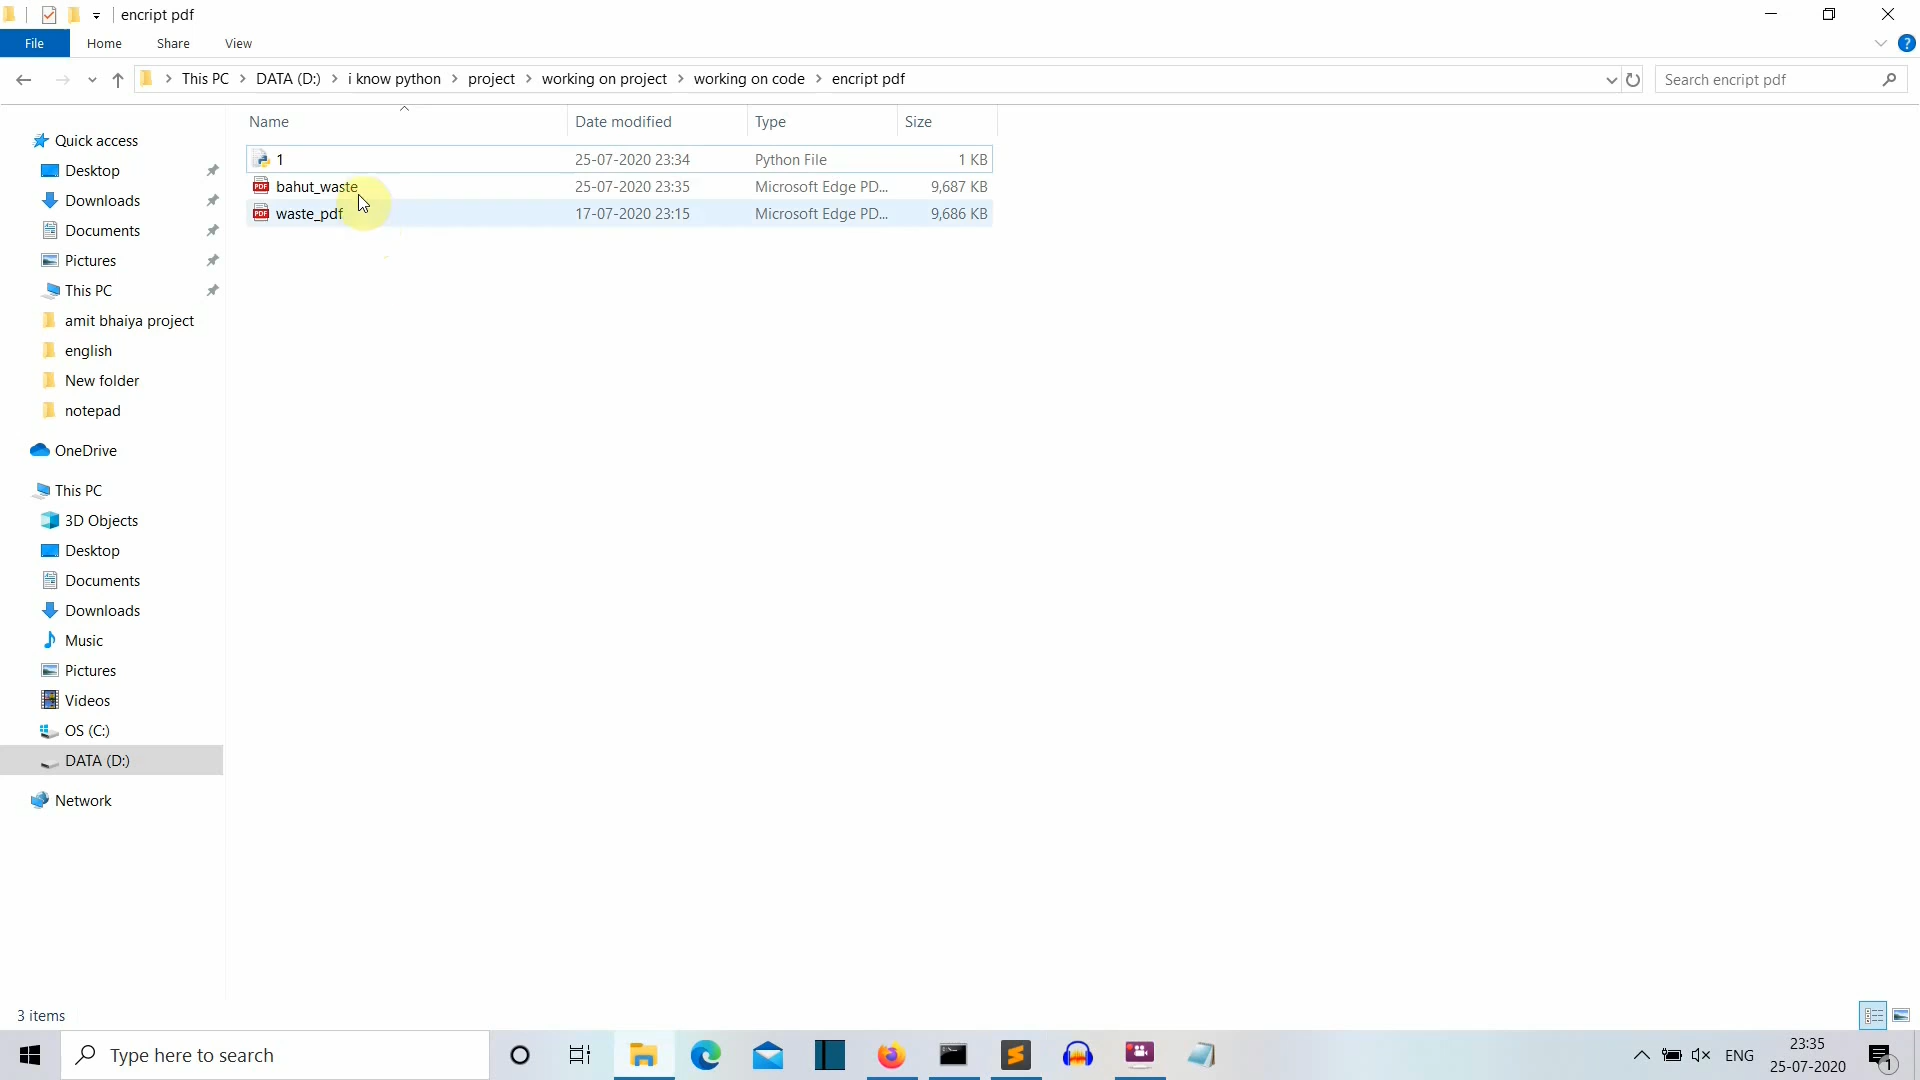 encript pdf
File Home Share View
This PC DATA (D:) i know python project working on project working on code encript pdf
Search encript pdf
Name Date modified Type Size
1 25-07-2020 23:34 Python File 1 KB
bahut_waste 25-07-2020 23:35 Microsoft Edge PD... 9,687 KB
waste_pdf 17-07-2020 23:15 Microsoft Edge PD... 9,686 KB
Quick access
Desktop
Downloads
Documents
Pictures
This PC
amit bhaiya project
english
New folder
notepad
OneDrive
This PC
3D Objects
Desktop
Documents
Downloads
Music
Pictures
Videos
OS (C:)
DATA (D:)
Network
3 items
Type here to search
ENG
23:35
25-07-2020
1